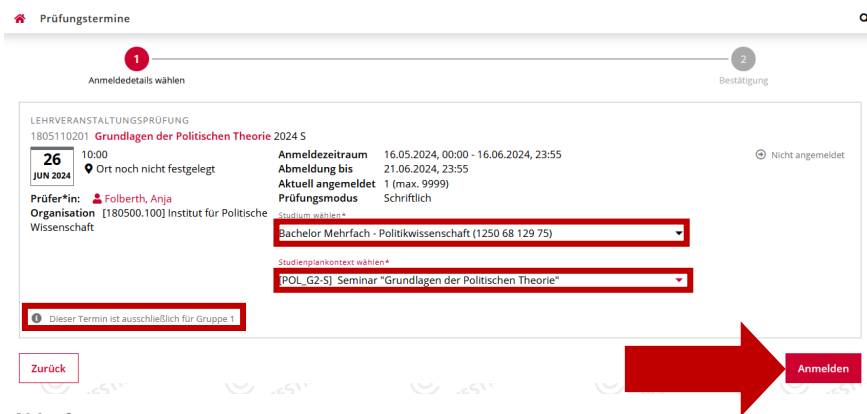 Prüfungstermine
1
2
Anmeldedetails wählen
Bestätigung
LEHRVERANSTALTUNGSPRÜFUNG
1805110201 Grundlagen der Politischen Theorie 2024 S
26
JUN 2024
10:00
Ort noch nicht festgelegt
Prüfer*in: Folberth, Anja
Organisation [180500.100] Institut für Politische
Wissenschaft
Anmeldezeitraum 16.05.2024, 00:00 - 16.06.2024, 23:55
Abmeldung bis 21.06.2024, 23:55
Aktuell angemeldet 1 (max. 9999)
Prüfungsmodus Schriftlich
Nicht angemeldet
Studium wählen*
Bachelor Mehrfach - Politikwissenschaft (1250 68 129 75)
Studienplankontext wählen*
[POL_G2-S] Seminar "Grundlagen der Politischen Theorie"
Dieser Termin ist ausschließlich für Gruppe 1
Zurück
Anmelden